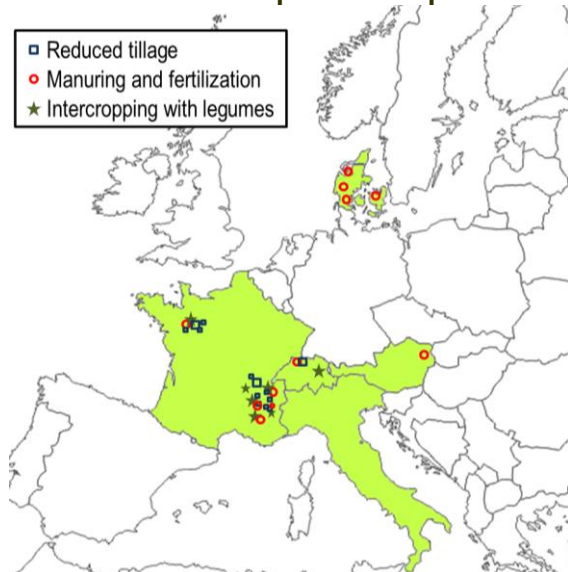 Reduced tillage
Manuring and fertilization
Intercropping with legumes